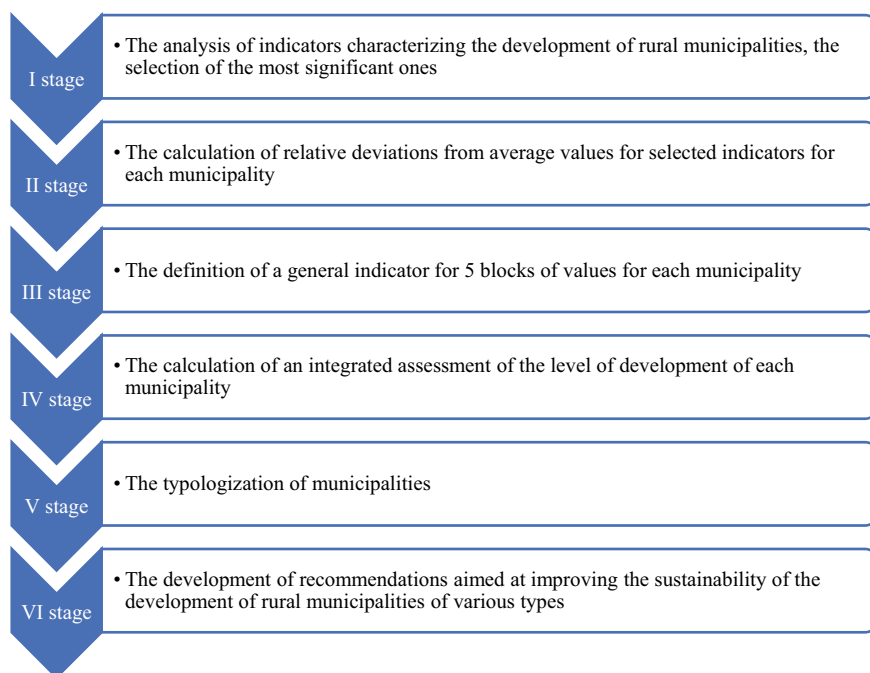 I stage
• The analysis of indicators characterizing the development of rural municipalities, the
selection of the most significant ones
II stage
• The calculation of relative deviations from average values for selected indicators for
each municipality
III stage
• The definition of a general indicator for 5 blocks of values for each municipality
IV stage
• The calculation of an integrated assessment of the level of development of each
municipality
V stage
• The typologization of municipalities
VI stage
• The development of recommendations aimed at improving the sustainability of the
development of rural municipalities of various types